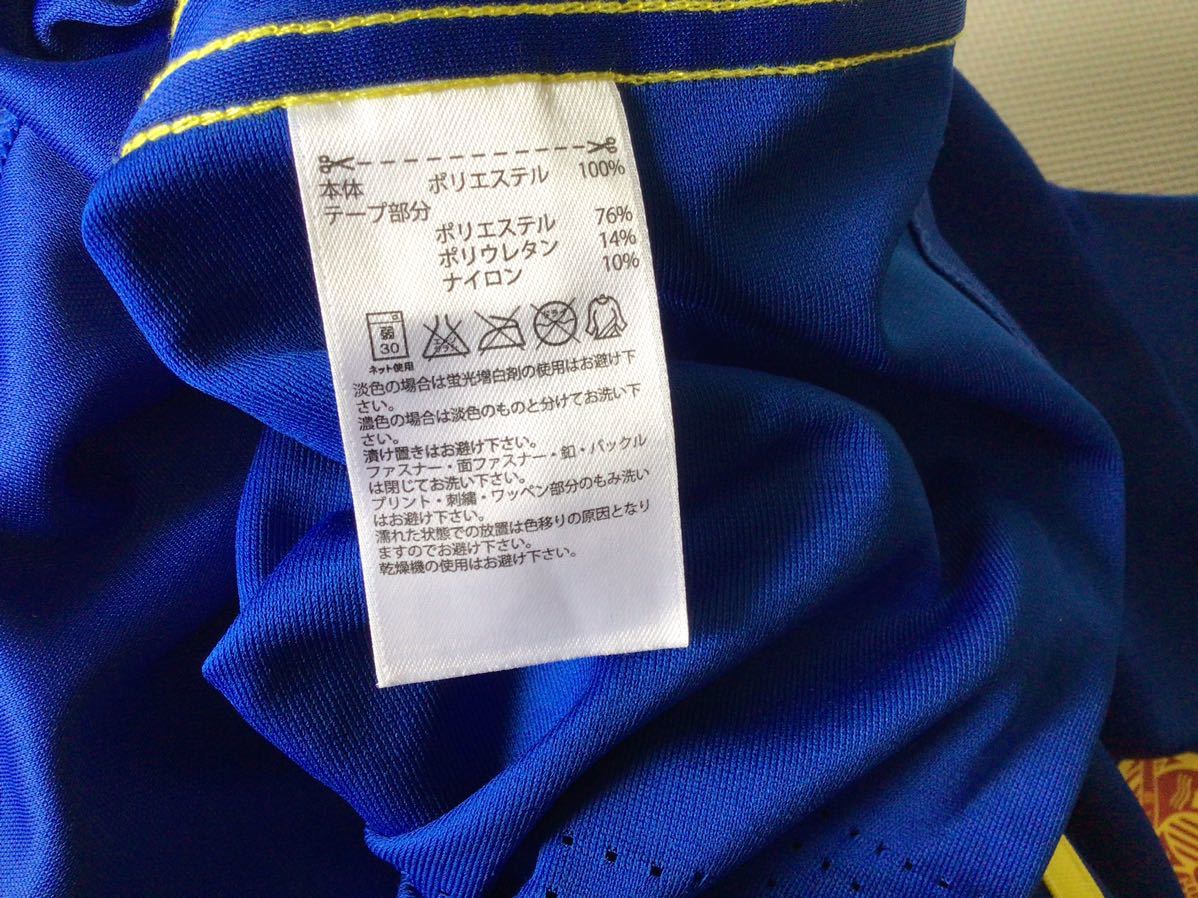 本体 ポリエステル 100%
テープ部分
ポリエステル 76%
ポリウレタン 14%
ナイロン 10%
弱
30
ネット使用
淡色の場合は蛍光増白剤の使用はお避け下
さい。
濃色の場合は淡色のものと分けてお洗い下
さい。
漬け置きはお避け下さい。
ファスナー・面ファスナー・釦・バックル
は閉じてお洗い下さい。
プリント・刺繍・ワッペン部分のもみ洗い
はお避け下さい。
濡れた状態での放置は色移りの原因となり
ますのでお避け下さい。
乾燥機の使用はお避け下さい。